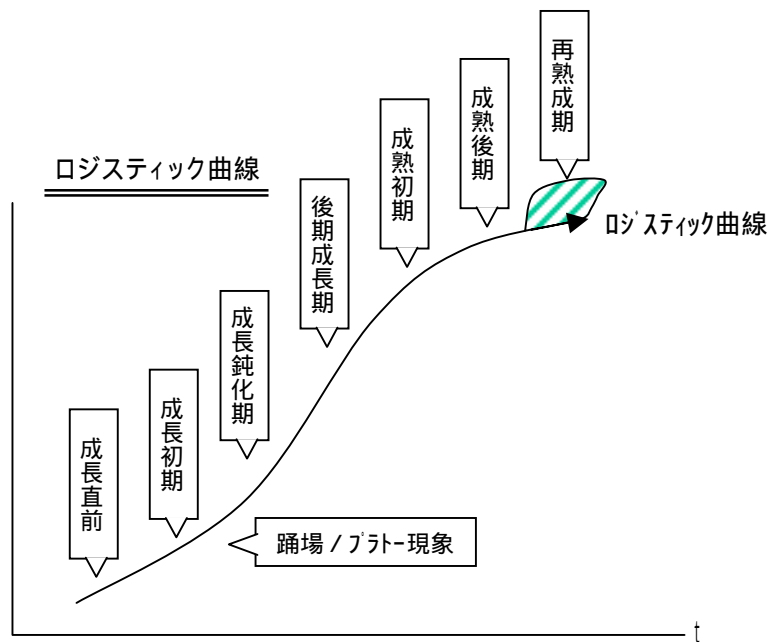 ロジスティック曲線
成長直前
成長初期
成長鈍化期
後期成長期
成熟初期
成熟後期
再熟成期
ﾛｼﾞｽﾃｨｯｸ曲線
踊場/ﾌﾟﾗﾄｰ現象
t